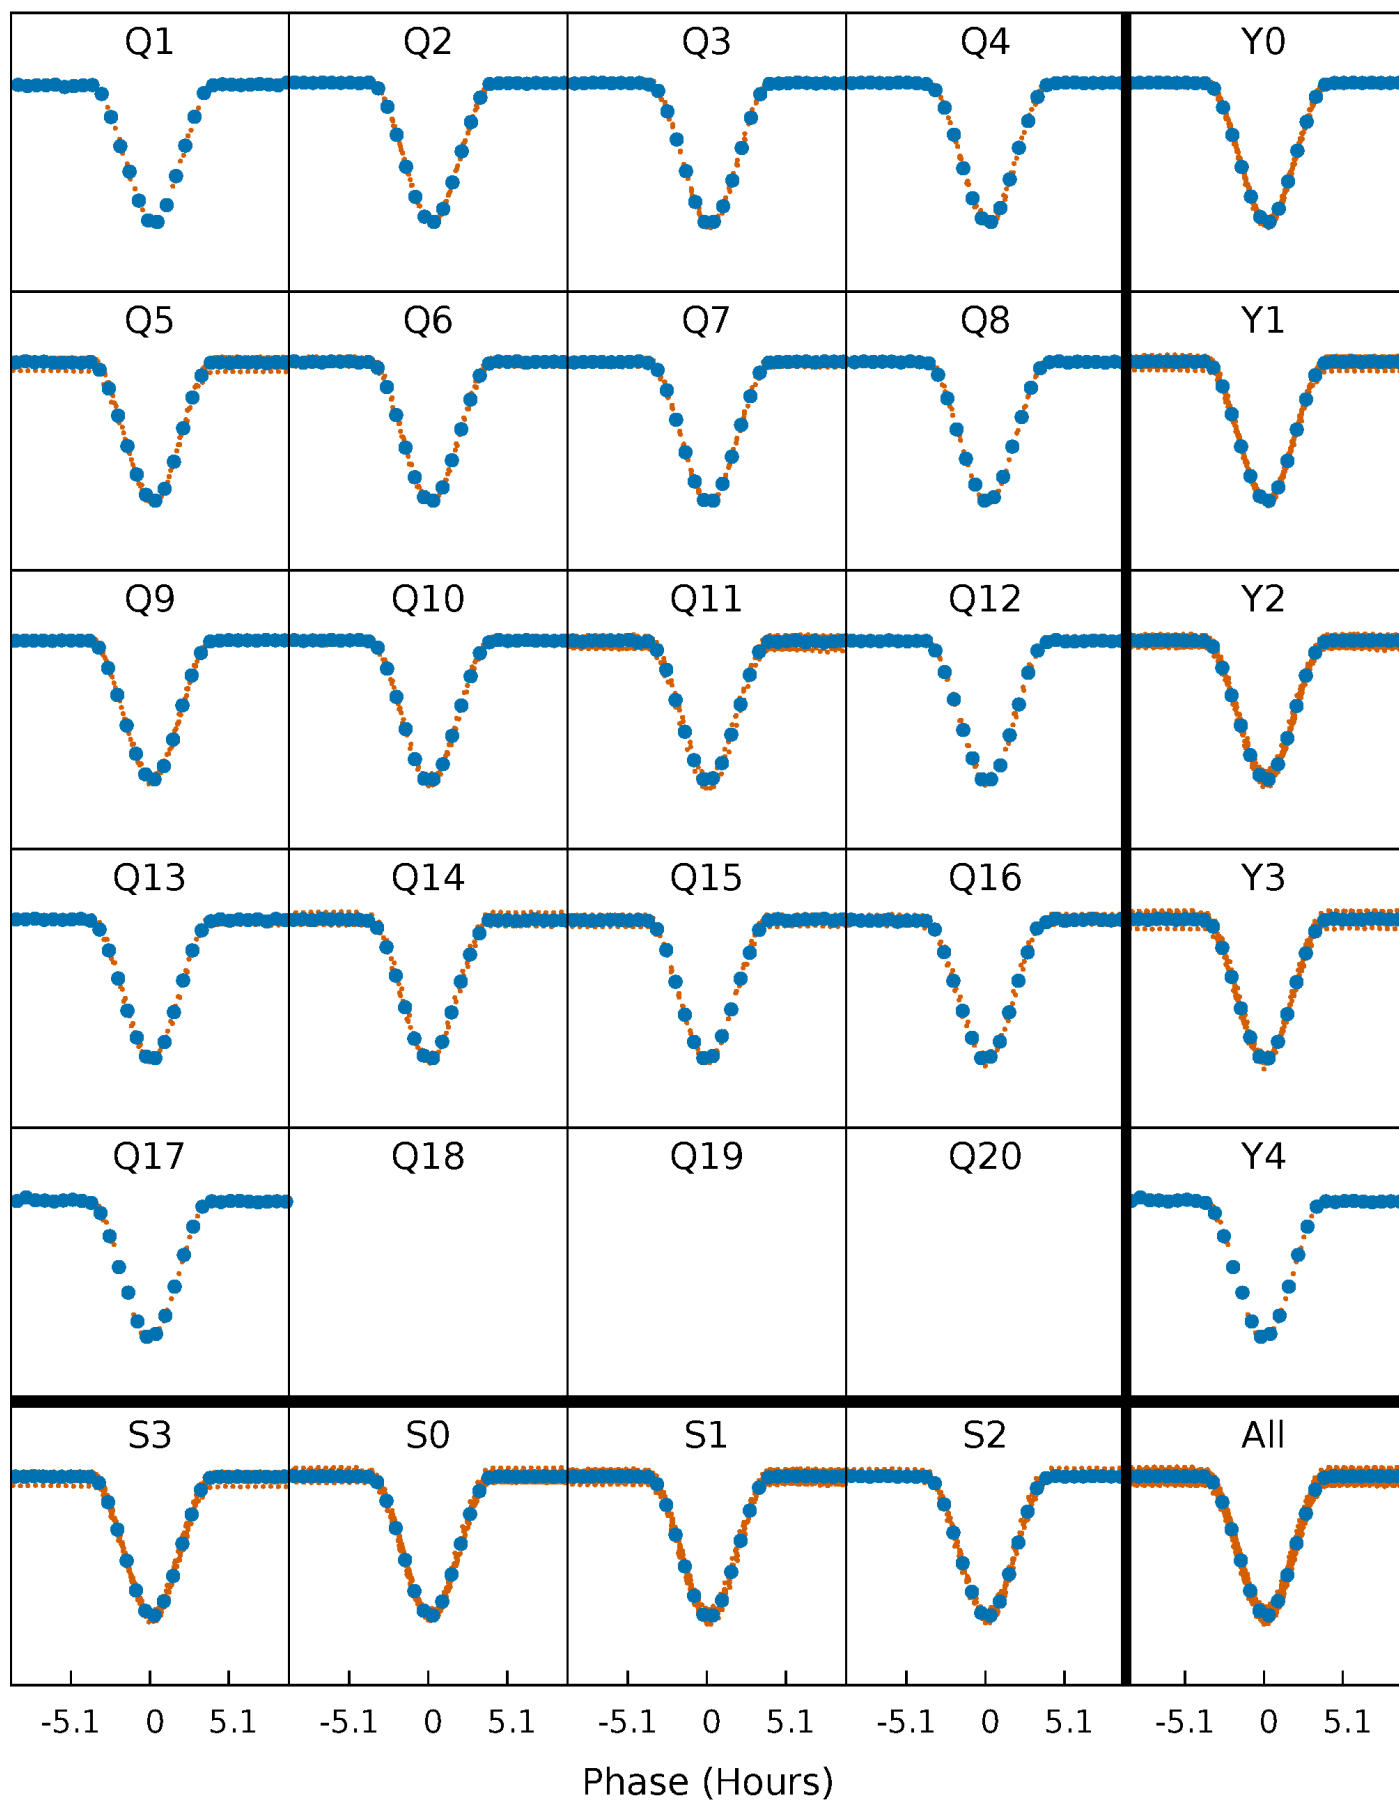 Q1 Q2 Q3 Q4 Y0
Q5 Q6 Q7 Q8 Y1
Q9 Q10 Q11 Q12 Y2
Q13 Q14 Q15 Q16 Y3
Q17 Q18 Q19 Q20 Y4
S3 S0 S1 S2 All
-5.1 0 5.1 -5.1 0 5.1 -5.1 0 5.1 -5.1 0 5.1 -5.1 0 5.1
Phase (Hours)